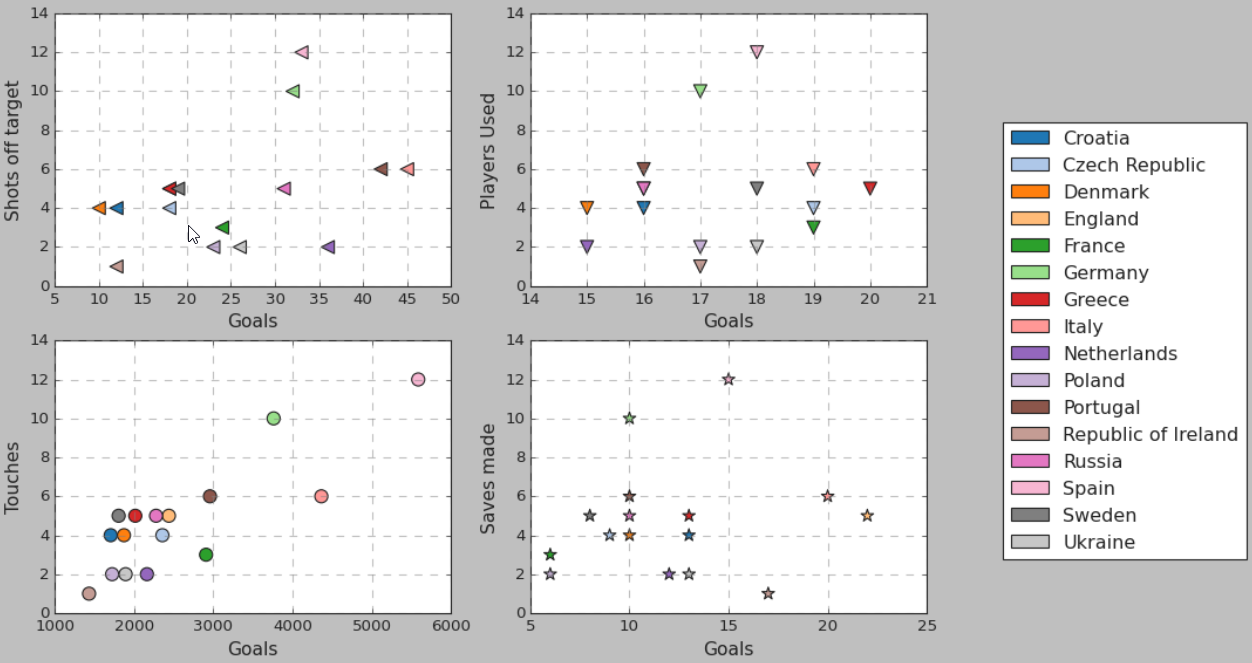 14
12
10
8
6
4
2
0
Shots off target
5 10 15 20 25 30 35 40 45 50
Goals
14
12
10
8
6
4
2
0
Players Used
14 15 16 17 18 19 20 21
Goals
14
12
10
8
6
4
2
0
Touches
1000 2000 3000 4000 5000 6000
Goals
14
12
10
8
6
4
2
0
Saves made
5 10 15 20 25
Goals
Croatia
Czech Republic
Denmark
England
France
Germany
Greece
Italy
Netherlands
Poland
Portugal
Republic of Ireland
Russia
Spain
Sweden
Ukraine